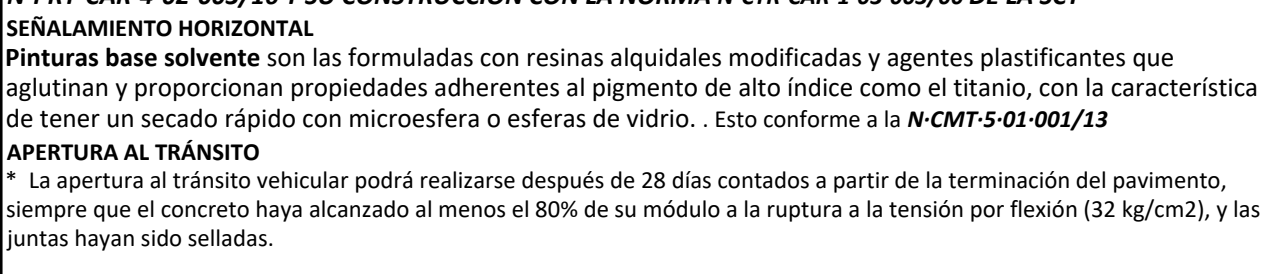 SEÑALAMIENTO HORIZONTAL
Pinturas base solvente son las formuladas con resinas alquidales modificadas y agentes plastificantes que
aglutinan y proporcionan propiedades adherentes al pigmento de alto índice como el titanio, con la característica
de tener un secado rápido con microesfera o esferas de vidrio. . Esto conforme a la N·CMT·5·01·001/13
APERTURA AL TRÁNSITO
* La apertura al tránsito vehicular podrá realizarse después de 28 días contados a partir de la terminación del pavimento,
siempre que el concreto haya alcanzado al menos el 80% de su módulo a la ruptura a la tensión por flexión (32 kg/cm2), y las
juntas hayan sido selladas.